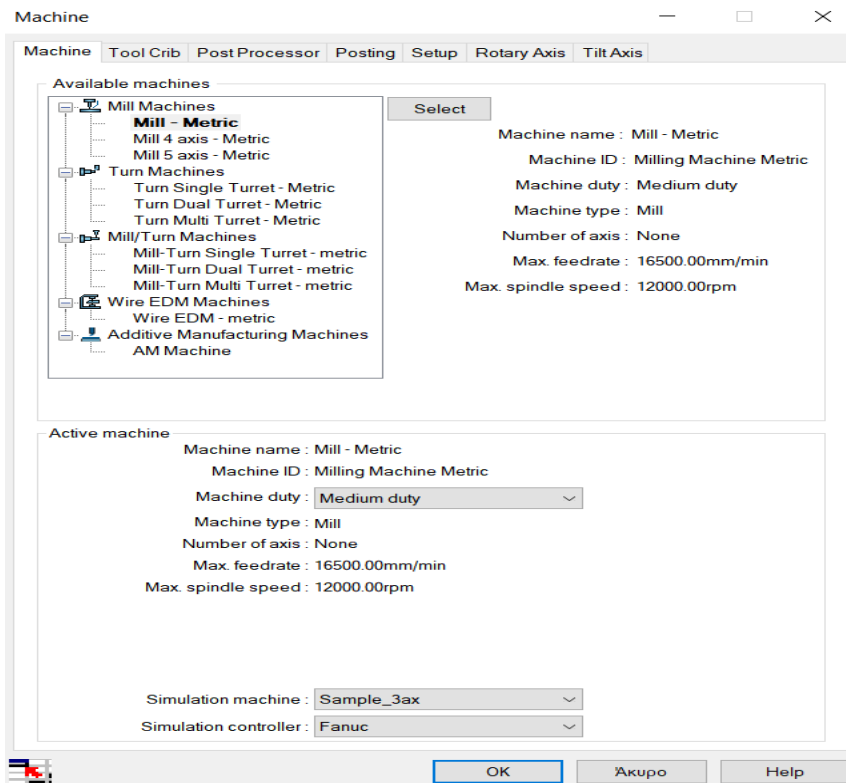 Machine
Machine Tool Crib Post Processor Posting Setup Rotary Axis Tilt Axis
Available machines
Mill Machines
Mill - Metric
Mill 4 axis - Metric
Mill 5 axis - Metric
Turn Machines
Turn Single Turret - Metric
Turn Dual Turret - Metric
Turn Multi Turret - Metric
Mill/Turn Machines
Mill-Turn Single Turret - metric
Mill-Turn Dual Turret - metric
Mill-Turn Multi Turret - metric
Wire EDM Machines
Wire EDM - metric
Additive Manufacturing Machines
AM Machine
Select
Machine name : Mill - Metric
Machine ID : Milling Machine Metric
Machine duty : Medium duty
Machine type : Mill
Number of axis : None
Max. feedrate : 16500.00mm/min
Max. spindle speed : 12000.00rpm
Active machine
Machine name : Mill - Metric
Machine ID : Milling Machine Metric
Machine duty : Medium duty
Machine type : Mill
Number of axis : None
Max. feedrate : 16500.00mm/min
Max. spindle speed : 12000.00rpm
Simulation machine : Sample_3ax
Simulation controller : Fanuc
OK Άκυρο Help